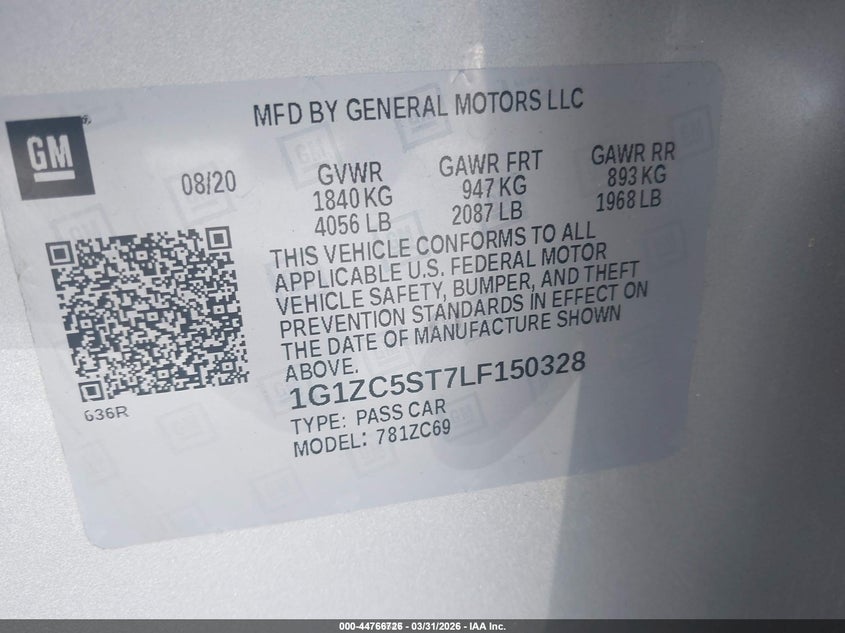 MFD BY GENERAL MOTORS LLC
GM
08/20
GVWR
1840 KG
4056 LB
GAWR FRT
947 KG
2087 LB
GAWR RR
893 KG
1968 LB
THIS VEHICLE CONFORMS TO ALL
APPLICABLE U.S. FEDERAL MOTOR
VEHICLE SAFETY, BUMPER, AND THEFT
PREVENTION STANDARDS IN EFFECT ON
THE DATE OF MANUFACTURE SHOWN
ABOVE.
1G1ZC5ST7LF150328
TYPE: PASS CAR
MODEL: 781ZC69
636R
000-44766726 - 03/31/2026 - IAA Inc.